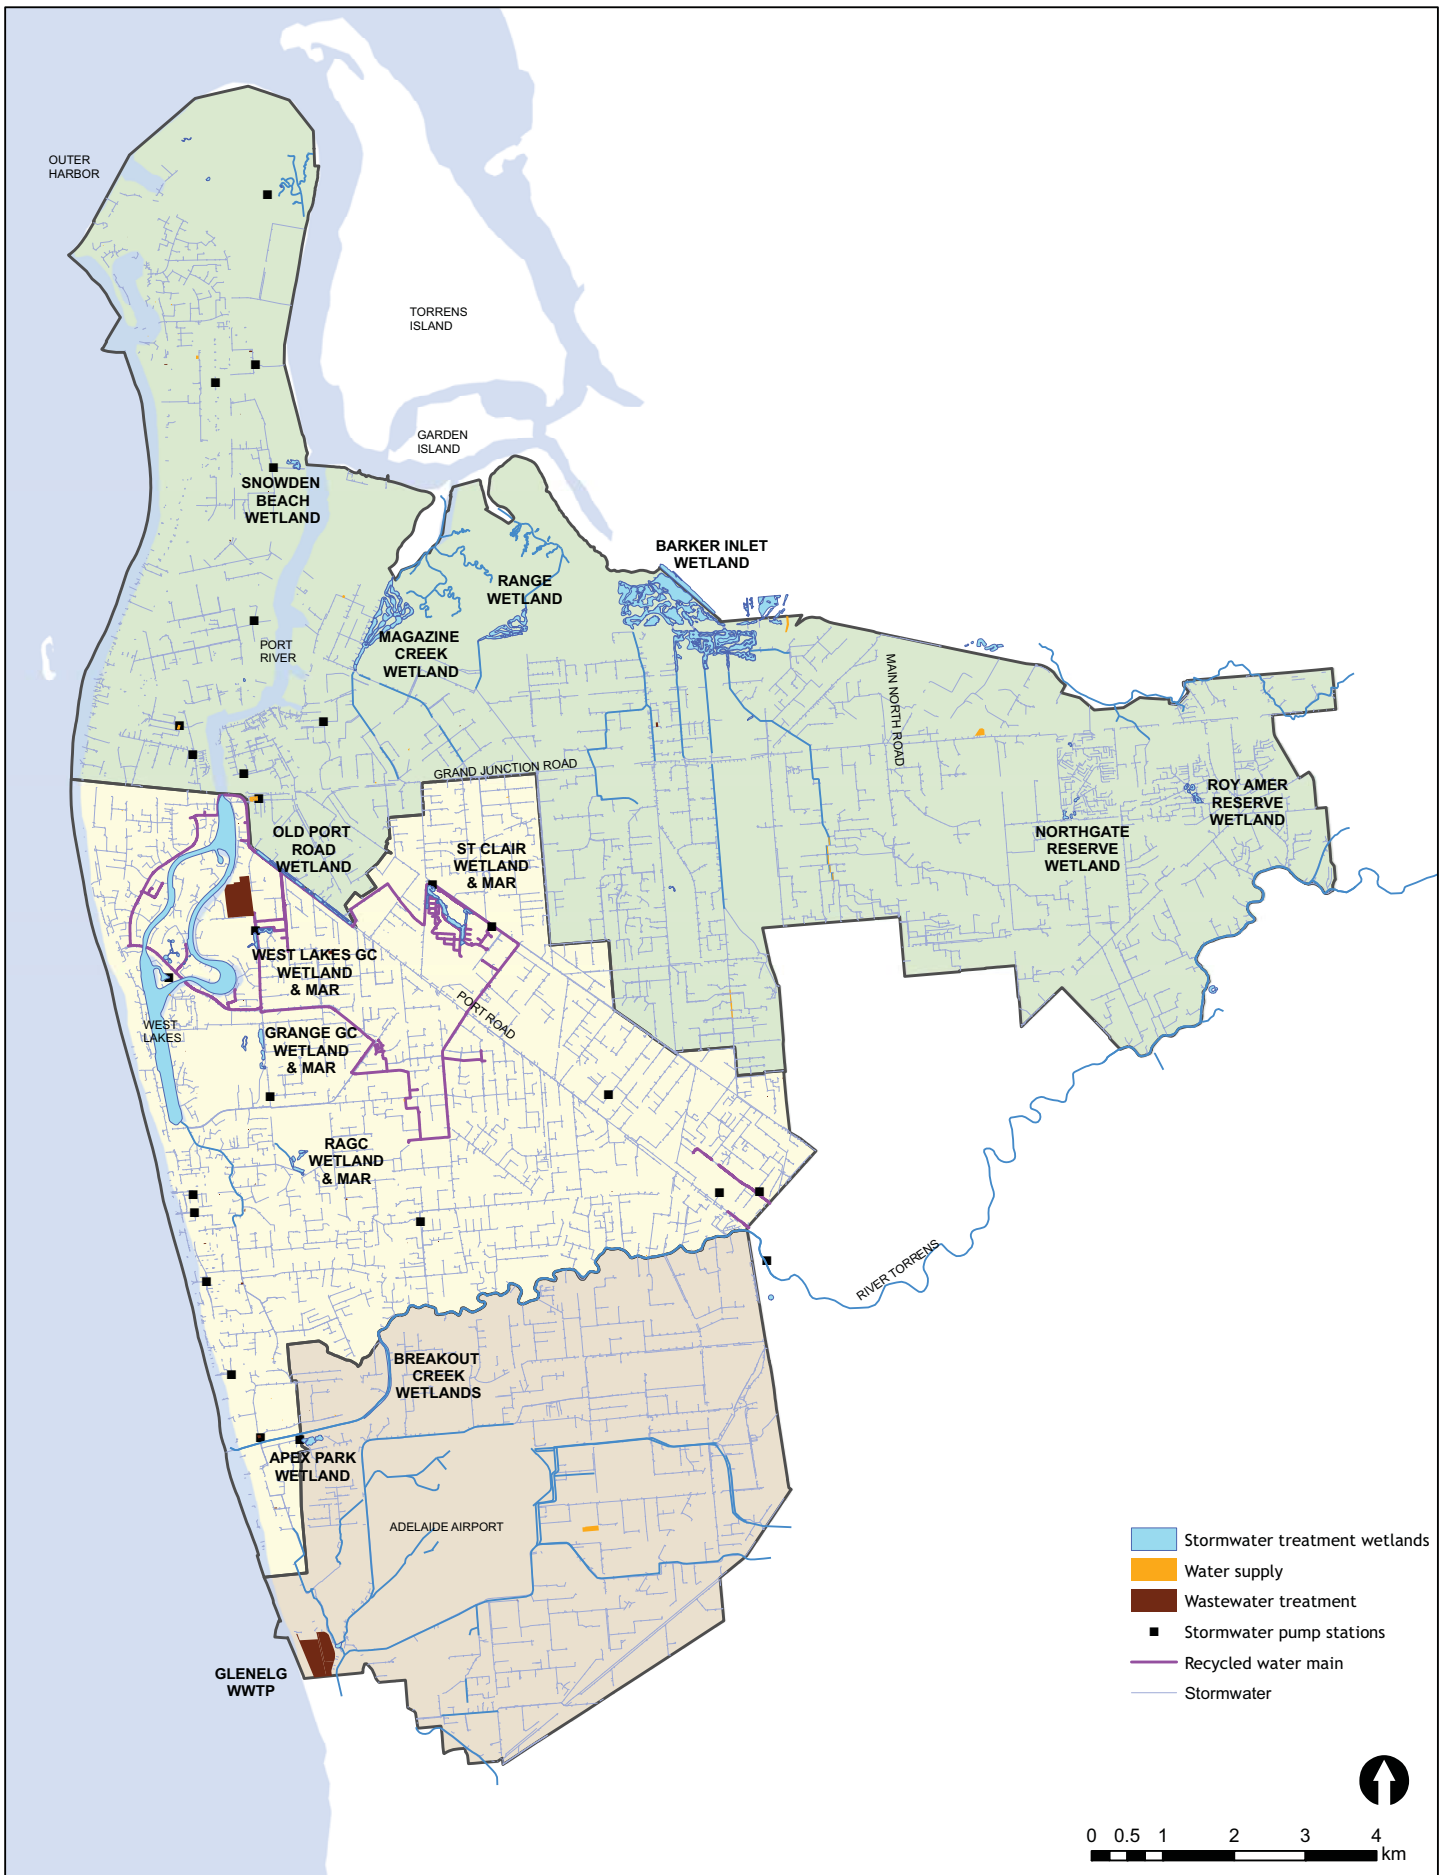 OUTER
HARBOR
TORRENS
ISLAND
GARDEN
ISLAND
SNOWDEN
BEACH
WETLAND
BARKER INLET
WETLAND
RANGE
WETLAND
MAGAZINE
CREEK
WETLAND
PORT
RIVER
MAIN NORTH ROAD
GRAND JUNCTION ROAD
ROY AMER
RESERVE
WETLAND
NORTHGATE
RESERVE
WETLAND
OLD PORT
ROAD
WETLAND
ST CLAIR
WETLAND
& MAR
WEST LAKES GC
WETLAND
& MAR
PORT ROAD
WEST
LAKES
GRANGE GC
WETLAND
& MAR
RAGC
WETLAND
& MAR
RIVER TORRENS
BREAKOUT
CREEK
WETLANDS
APEX PARK
WETLAND
ADELAIDE AIRPORT
GLENELG
WWTP
Stormwater treatment wetlands
Water supply
Wastewater treatment
Stormwater pump stations
Recycled water main
Stormwater
0 0.5 1 2 3 4
km